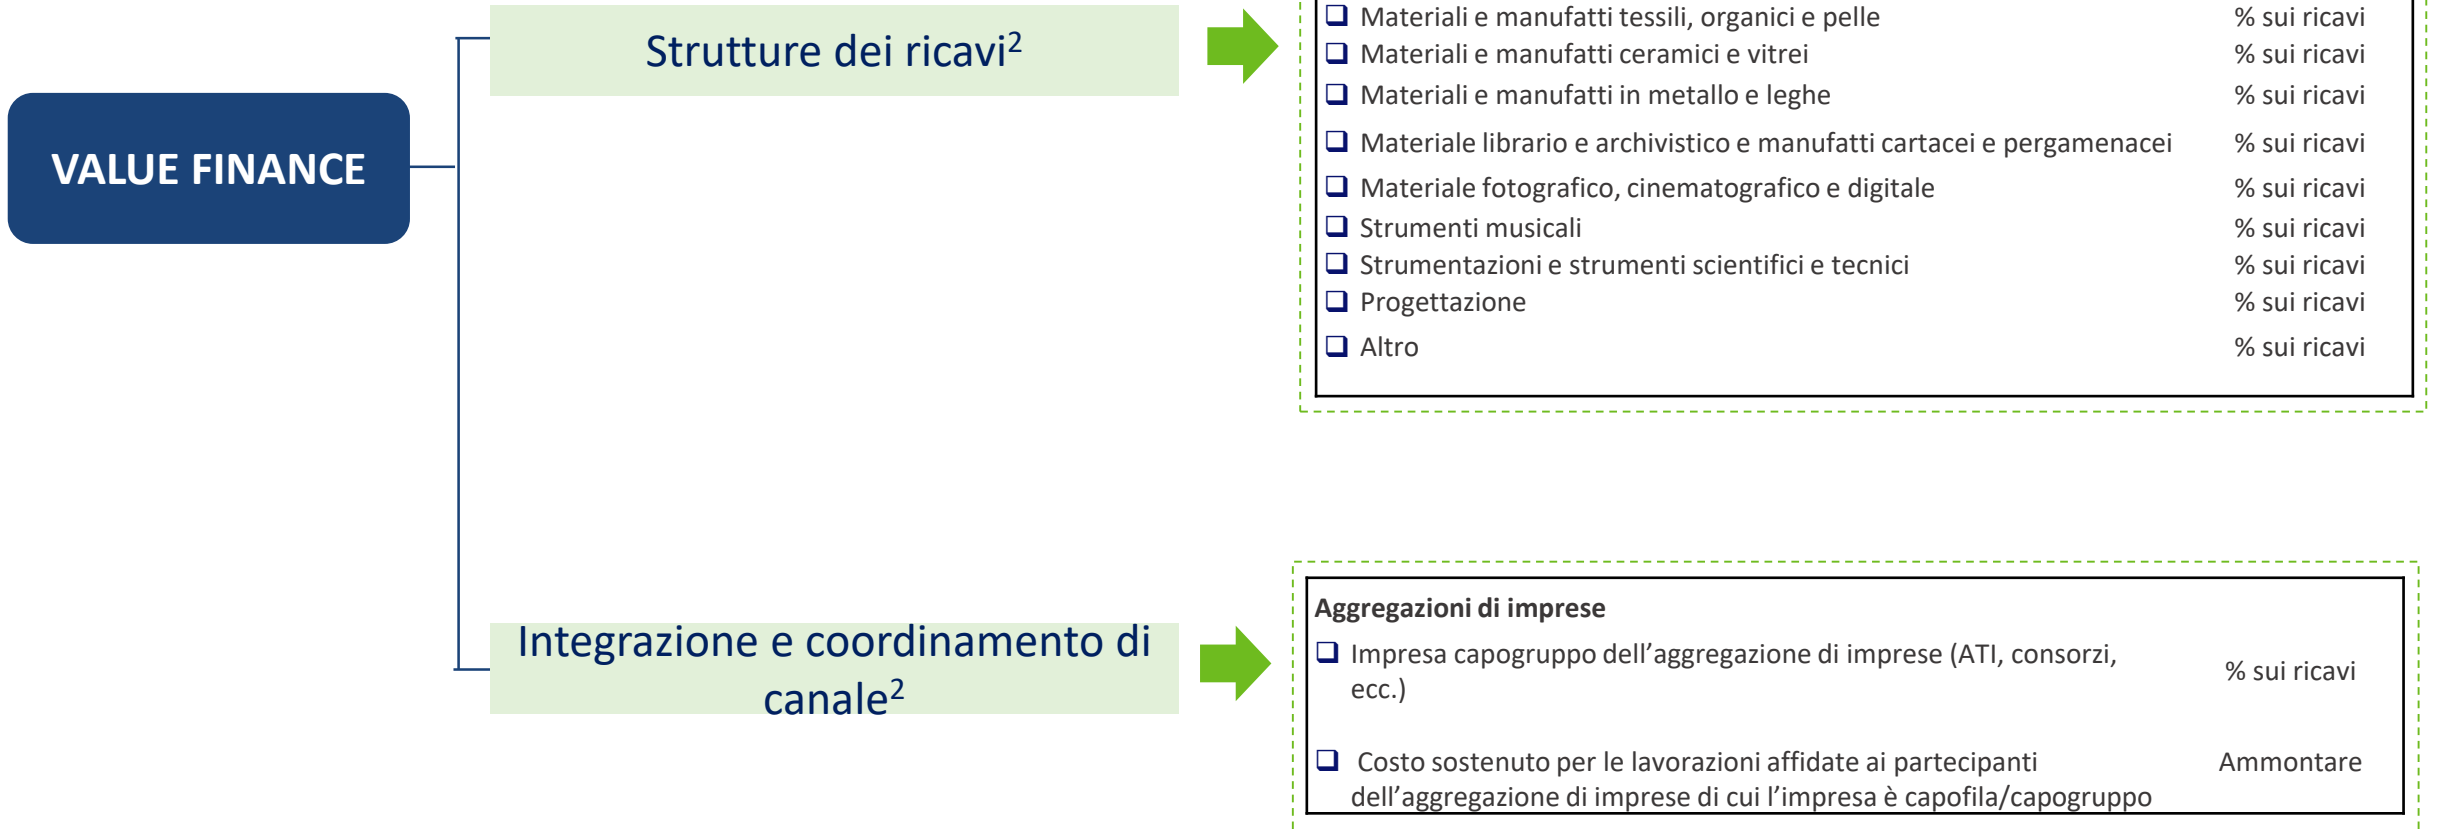 VALUE FINANCE
Strutture dei ricavi²
Materiali e manufatti tessili, organici e pelle % sui ricavi
Materiali e manufatti ceramici e vitrei % sui ricavi
Materiali e manufatti in metallo e leghe % sui ricavi
Materiale librario e archivistico e manufatti cartacei e pergamenacei % sui ricavi
Materiale fotografico, cinematografico e digitale % sui ricavi
Strumenti musicali % sui ricavi
Strumentazioni e strumenti scientifici e tecnici % sui ricavi
Progettazione % sui ricavi
Altro % sui ricavi
Integrazione e coordinamento di
canale²
Aggregazioni di imprese
Impresa capogruppo dell’aggregazione di imprese (ATI, consorzi,
ecc.)
% sui ricavi
Costo sostenuto per le lavorazioni affidate ai partecipanti Ammontare
dell’aggregazione di imprese di cui l’impresa è capofila/capogruppo